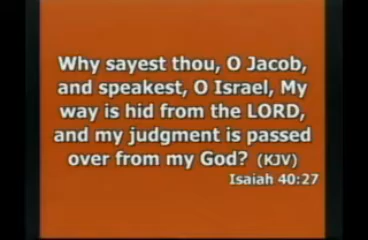 Why sayest thou, O Jacob,
and speakest, O Israel, My
way is hid from the LORD,
and my judgment is passed
over from my God? (KJV)
Isaiah 40:27